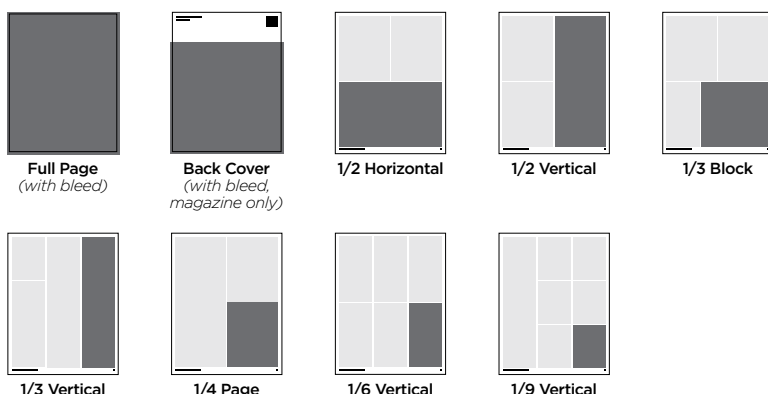 Full Page
(with bleed)
Back Cover
(with bleed,
magazine only)
1/2 Horizontal
1/2 Vertical
1/3 Block
1/3 Vertical
1/4 Page
1/6 Vertical
1/9 Vertical